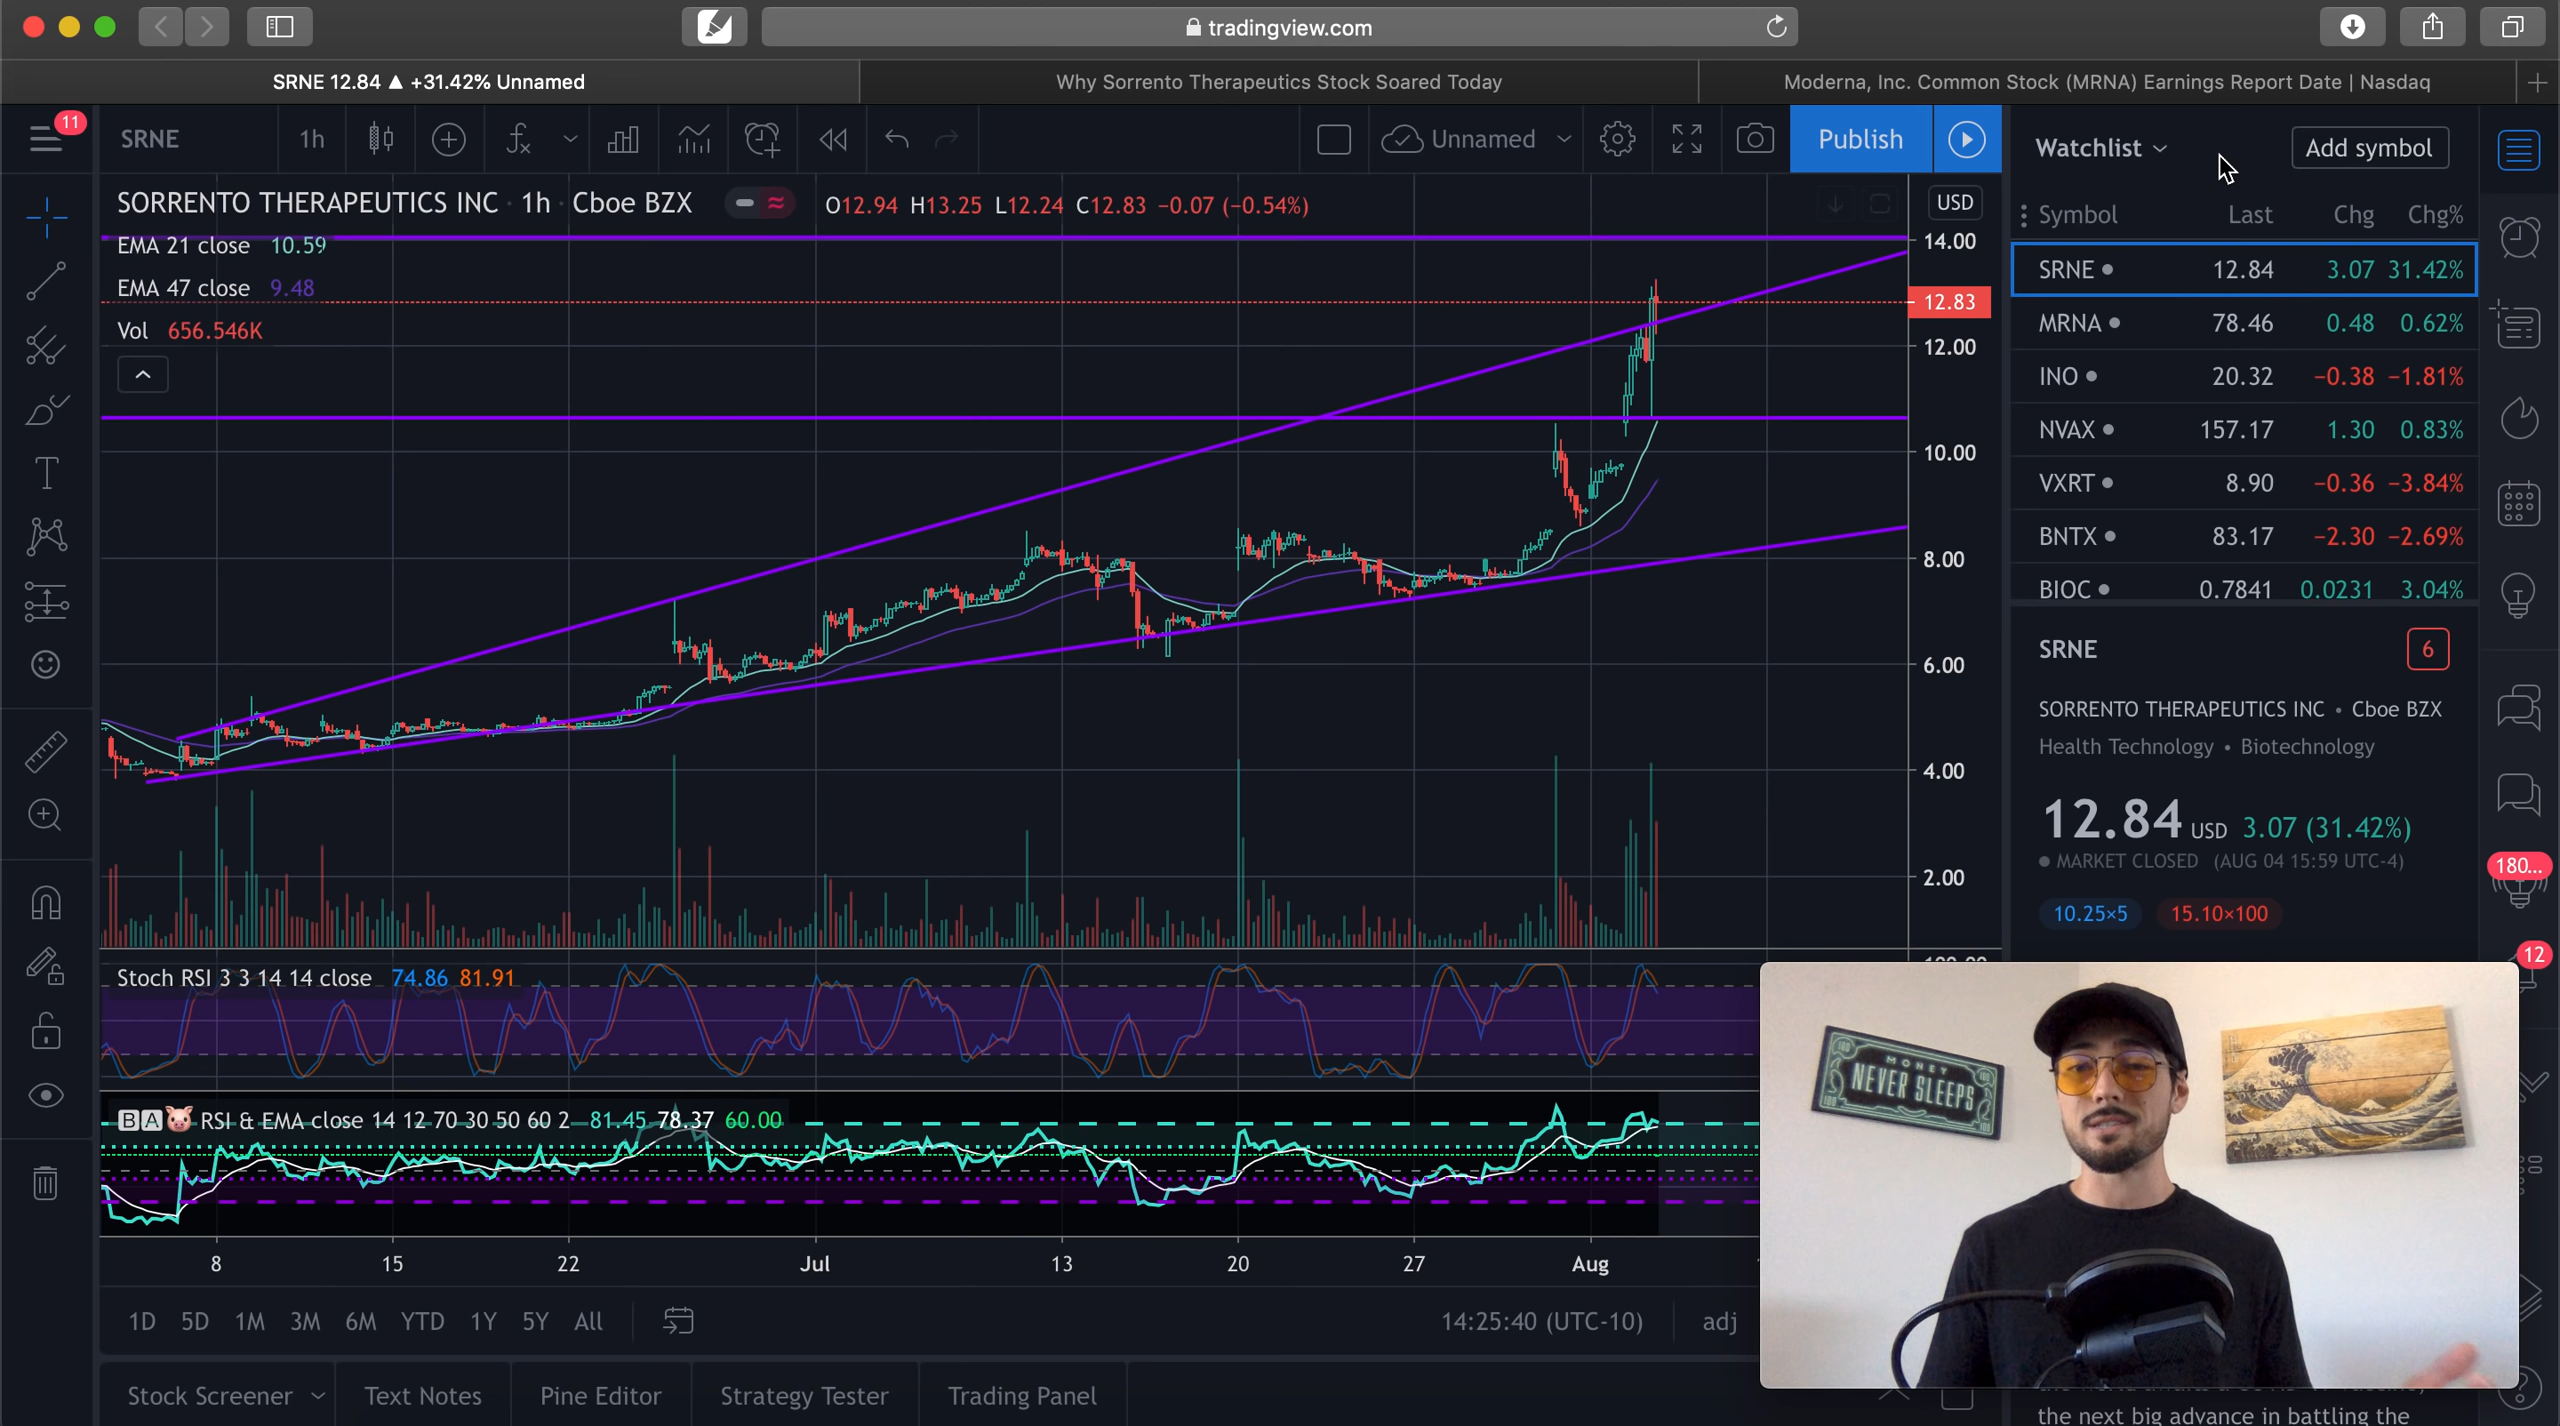 tradingview.com
SRNE 12.84 ▲ +31.42% Unnamed
Why Sorrento Therapeutics Stock Soared Today
Moderna, Inc. Common Stock (MRNA) Earnings Report Date | Nasdaq
11
SRNE
1h
Unnamed
Publish
Watchlist
Add symbol
SORRENTO THERAPEUTICS INC · 1h · Cboe BZX
O12.94 H13.25 L12.24 C12.83 −0.07 (−0.54%)
USD
EMA 21 close 10.59
EMA 47 close 9.48
Vol 656.546K
14.00
12.83
12.00
10.00
8.00
6.00
4.00
2.00
Symbol Last Chg Chg%
SRNE 12.84 3.07 31.42%
MRNA 78.46 0.48 0.62%
INO 20.32 −0.38 −1.81%
NVAX 157.17 1.30 0.83%
VXRT 8.90 −0.36 −3.84%
BNTX 83.17 −2.30 −2.69%
BIOC 0.7841 0.0231 3.04%
SRNE
6
SORRENTO THERAPEUTICS INC • Cboe BZX
Health Technology • Biotechnology
12.84 USD 3.07 (31.42%)
MARKET CLOSED (AUG 04 15:59 UTC-4)
10.25×5 15.10×100
180...
12
Stoch RSI 3 3 14 14 close 74.86 81.91
BA RSI & EMA close 14 12 70 30 50 60 2 81.45 78.37 60.00
8 15 22 Jul 13 20 27 Aug
1D 5D 1M 3M 6M YTD 1Y 5Y All
14:25:40 (UTC-10)
adj
Stock Screener
Text Notes
Pine Editor
Strategy Tester
Trading Panel
MONEY
NEVER SLEEPS
the next big advance in battling the